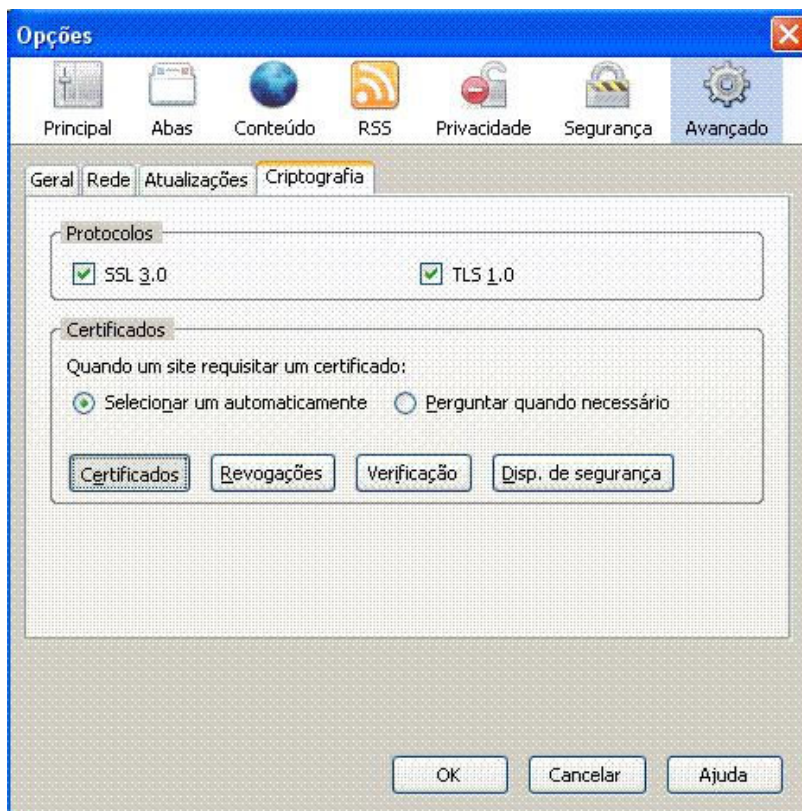 Opções
Principal Abas Conteúdo RSS Privacidade Segurança Avançado
Geral Rede Atualizações Criptografia
Protocolos
SSL 3.0 TLS 1.0
Certificados
Quando um site requisitar um certificado:
Selecionar um automaticamente Perguntar quando necessário
Certificados Revogações Verificação Disp. de segurança
OK Cancelar Ajuda